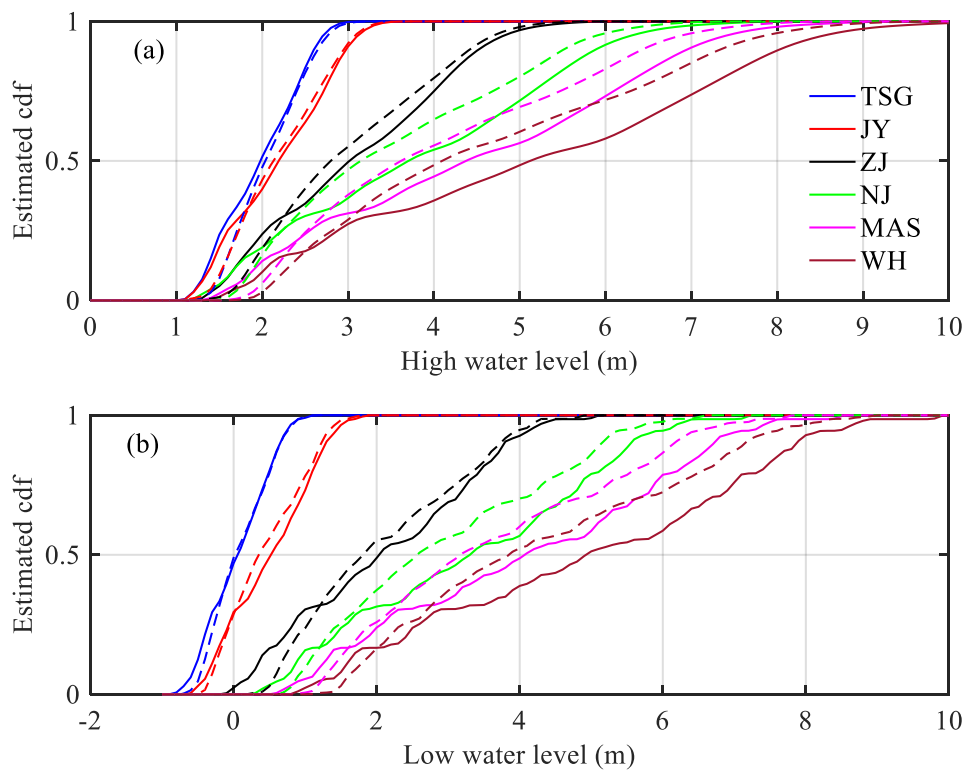 1
(a)
TSG
JY
ZJ
NJ
MAS
WH
0.5
0
Estimated cdf
0 1 2 3 4 5 6 7 8 9 10
High water level (m)
1
(b)
0.5
0
Estimated cdf
-2 0 2 4 6 8 10
Low water level (m)